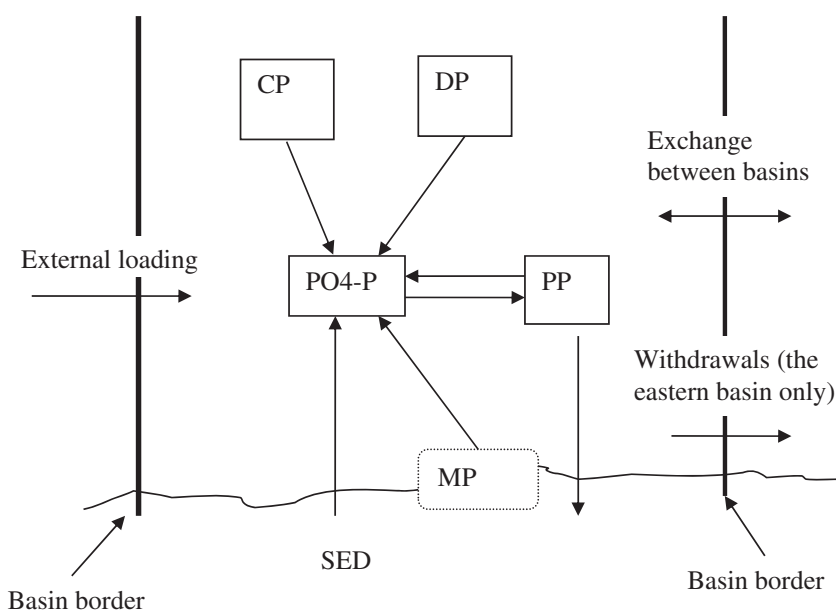 CP
DP
Exchange
between basins
External loading
PO4-P
PP
Withdrawals (the
eastern basin only)
MP
SED
Basin border
Basin border